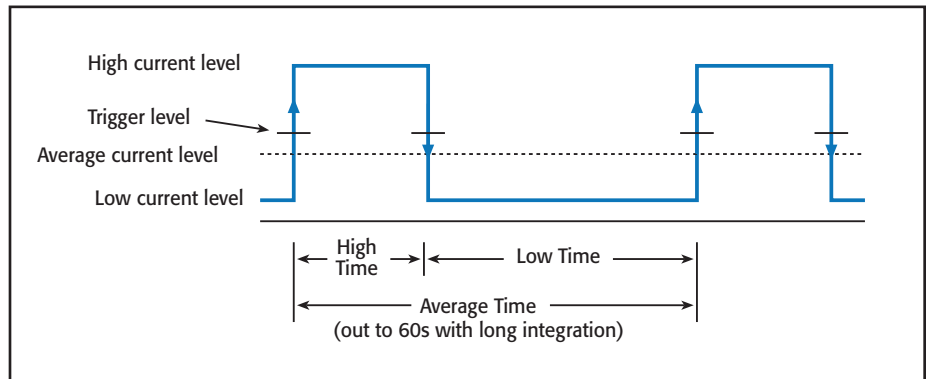 High current level
Trigger level
Average current level
Low current level
High
Time
Low Time
Average Time
(out to 60s with long integration)